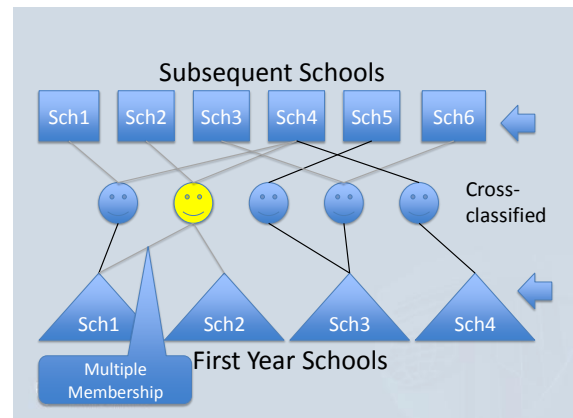 Subsequent Schools
Sch1 Sch2 Sch3 Sch4 Sch5 Sch6
Cross-
classified
Sch1 Sch2 Sch3 Sch4
First Year Schools
Multiple
Membership